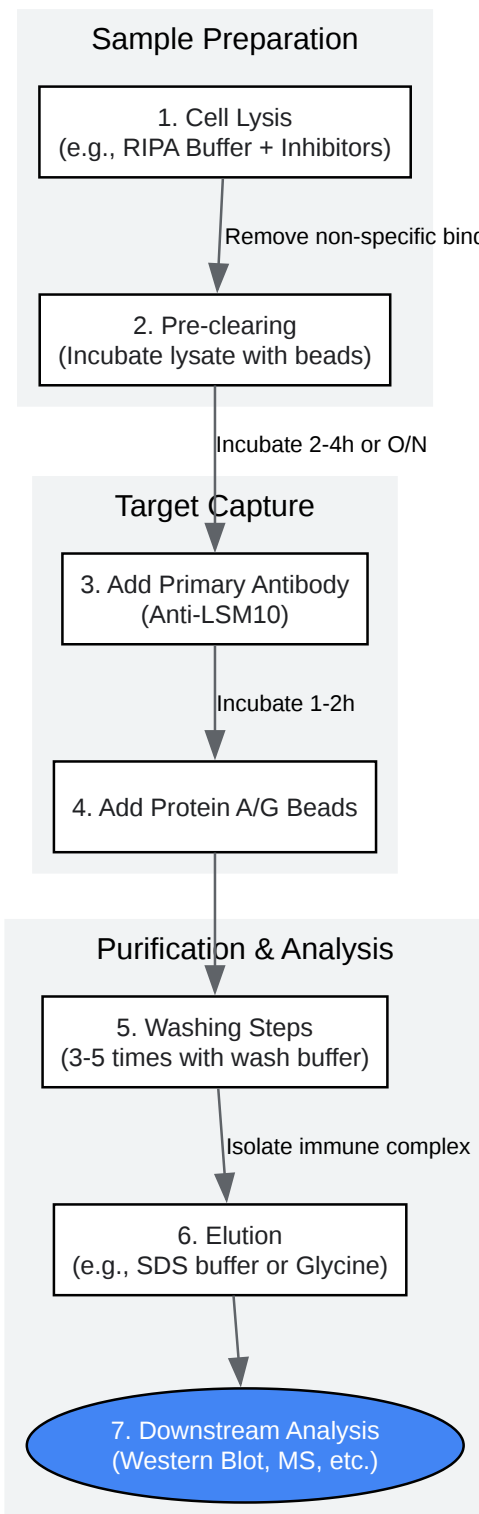 Sample Preparation
1. Cell Lysis
(e.g., RIPA Buffer + Inhibitors)
Remove non-specific
2. Pre-clearing
(Incubate lysate with beads)
Incubate 2-4h or O/N
Target Capture
3. Add Primary Antibody
(Anti-LSM10)
Incubate 1-2h
4. Add Protein A/G Beads
Purification & Analysis
5. Washing Steps
(3-5 times with wash buffer)
Isolate immune complex
6. Elution
(e.g., SDS buffer or Glycine)
7. Downstream Analysis
(Western Blot, MS, etc.)